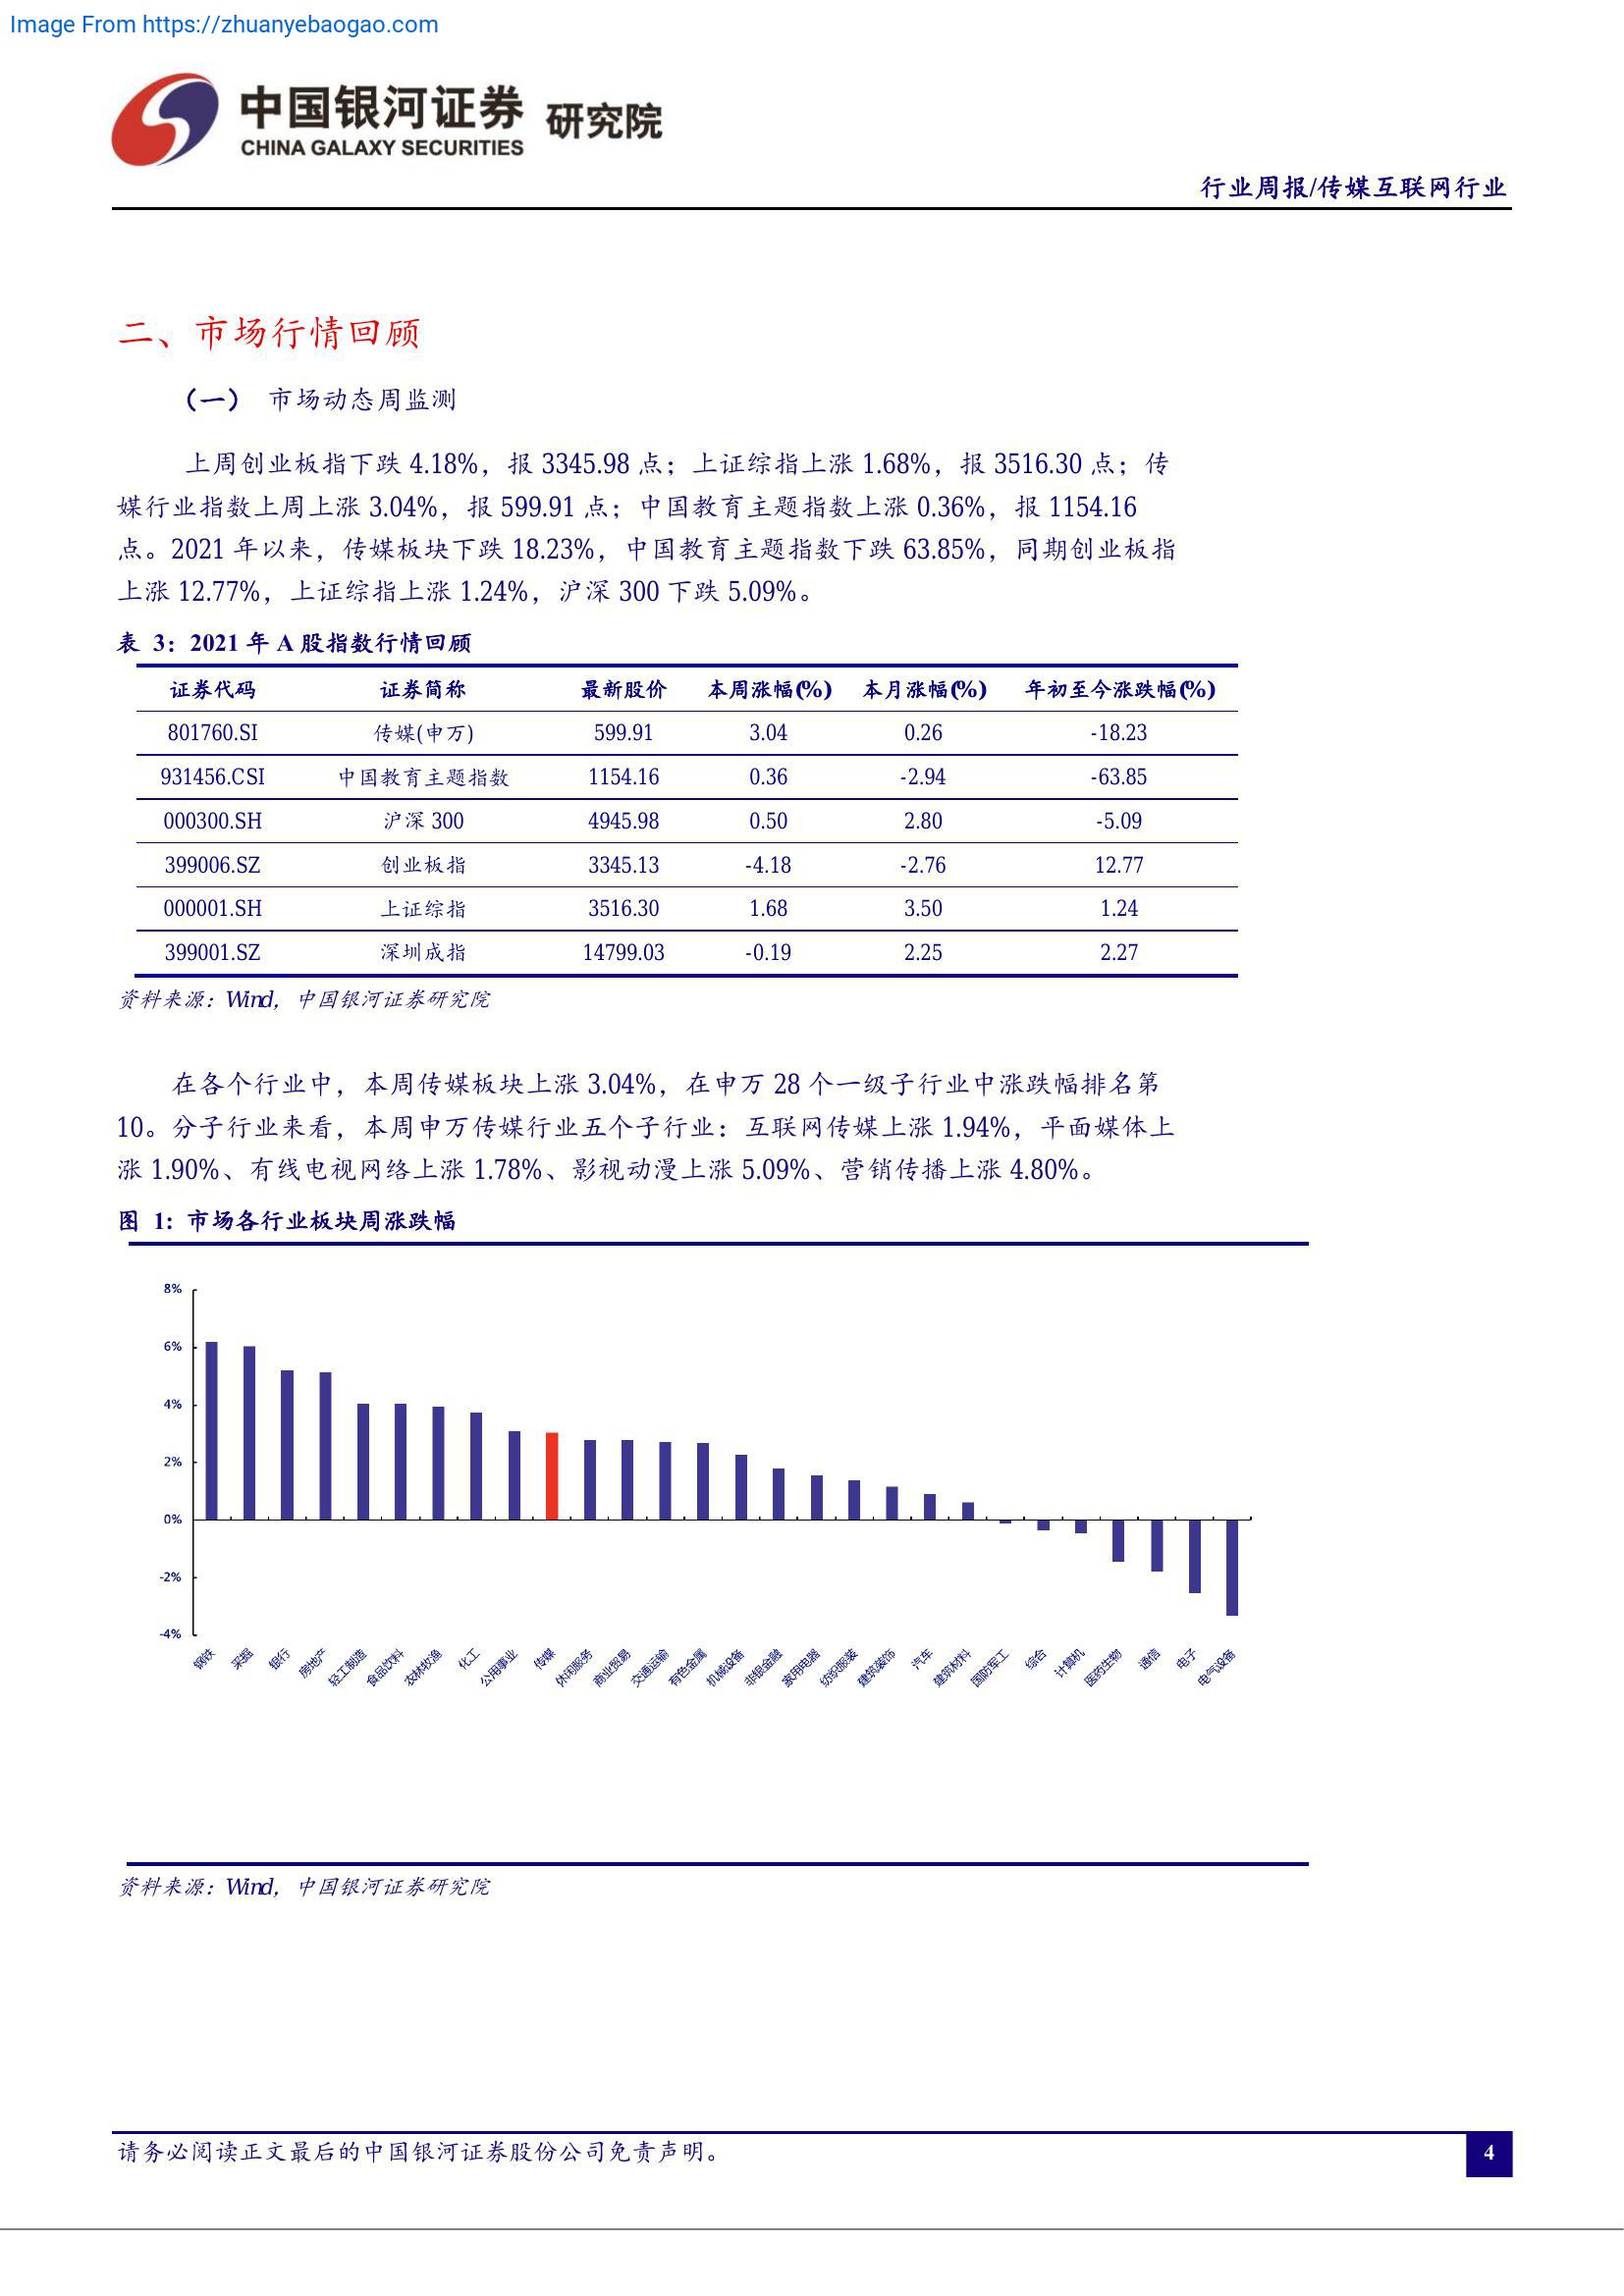 Image From https://zhuanyebaogao.com
中国银河证券 研究院
CHINA GALAXY SECURITIES
行业周报/传媒互联网行业
二、市场行情回顾
（一） 市场动态周监测
上周创业板指下跌 4.18%，报 3345.98 点；上证综指上涨 1.68%，报 3516.30 点；传
媒行业指数上周上涨 3.04%，报 599.91 点；中国教育主题指数上涨 0.36%，报 1154.16
点。2021 年以来，传媒板块下跌 18.23%，中国教育主题指数下跌 63.85%，同期创业板指
上涨 12.77%，上证综指上涨 1.24%，沪深 300 下跌 5.09%。
表 3：2021 年 A 股指数行情回顾
证券代码 证券简称 最新股价 本周涨幅(%) 本月涨幅(%) 年初至今涨跌幅(%)
801760.SI 传媒(申万) 599.91 3.04 0.26 -18.23
931456.CSI 中国教育主题指数 1154.16 0.36 -2.94 -63.85
000300.SH 沪深 300 4945.98 0.50 2.80 -5.09
399006.SZ 创业板指 3345.13 -4.18 -2.76 12.77
000001.SH 上证综指 3516.30 1.68 3.50 1.24
399001.SZ 深圳成指 14799.03 -0.19 2.25 2.27
资料来源：Wind，中国银河证券研究院
在各个行业中，本周传媒板块上涨 3.04%，在申万 28 个一级子行业中涨跌幅排名第
10。分子行业来看，本周申万传媒行业五个子行业：互联网传媒上涨 1.94%，平面媒体上
涨 1.90%、有线电视网络上涨 1.78%、影视动漫上涨 5.09%、营销传播上涨 4.80%。
图 1：市场各行业板块周涨跌幅
8%
6%
4%
2%
0%
-2%
-4%
钢铁 采掘 银行 房地产 轻工制造 食品饮料 农林牧渔 化工 公用事业 传媒 休闲服务 商业贸易 交通运输 有色金属 机械设备 非银金融 家用电器 纺织服装 建筑装饰 汽车 建筑材料 国防军工 综合 计算机 医药生物 通信 电子 电气设备
资料来源：Wind，中国银河证券研究院
请务必阅读正文最后的中国银河证券股份公司免责声明。
4